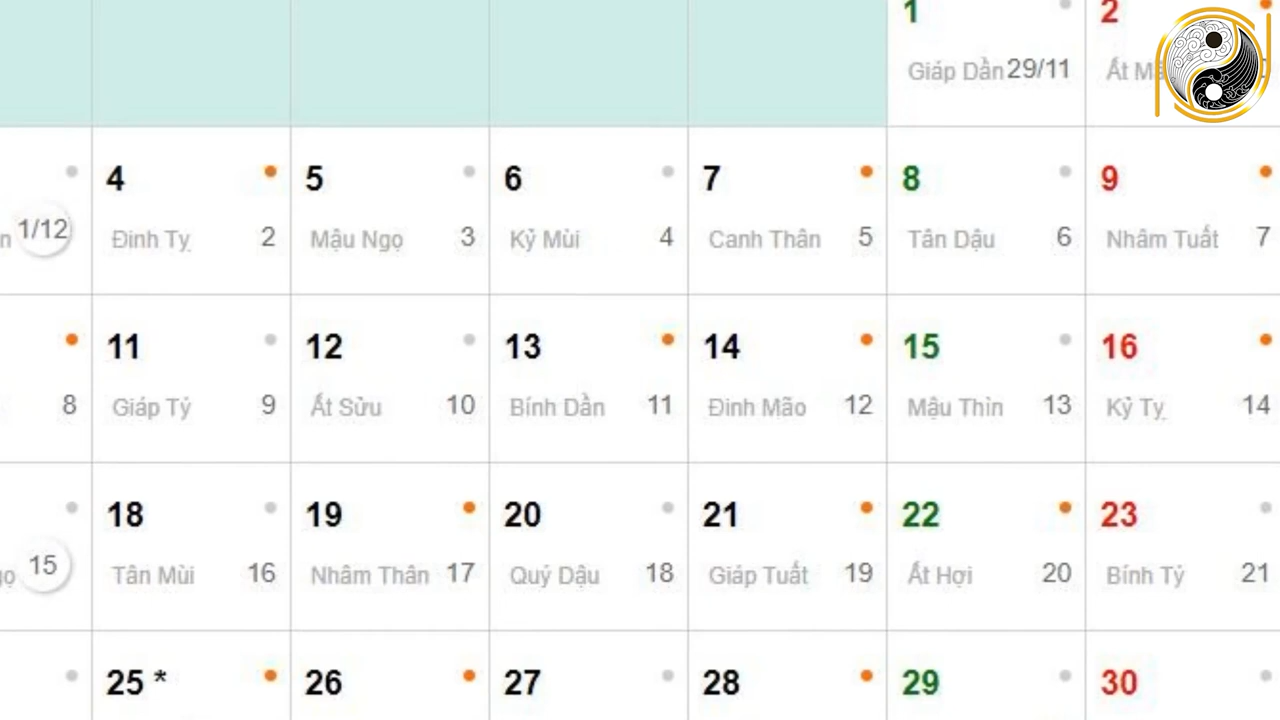 1 2
Giáp Dần 29/11 Ất
4 5 6 7 8 9
1/12 Đinh Tỵ 2 Mậu Ngọ 3 Kỷ Mùi 4 Canh Thân 5 Tân Dậu 6 Nhâm Tuất 7
11 12 13 14 15 16
8 Giáp Tý 9 Ất Sửu 10 Bính Dần 11 Đinh Mão 12 Mậu Thìn 13 Kỷ Tỵ 14
18 19 20 21 22 23
15 Tân Mùi 16 Nhâm Thân 17 Quý Dậu 18 Giáp Tuất 19 Ất Hợi 20 Bính Tý 21
25 * 26 27 28 29 30